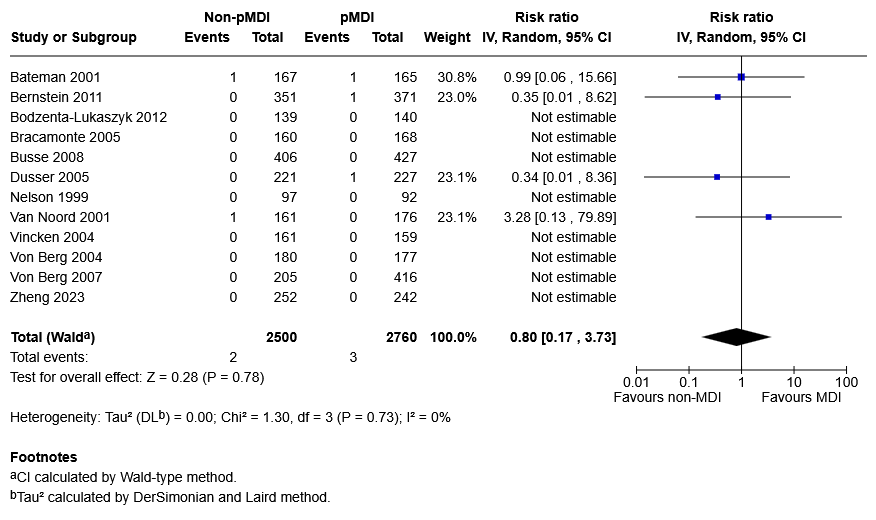 Non-pMDI pMDI Risk ratio Risk ratio
Study or Subgroup Events Total Events Total Weight IV, Random, 95% CI IV, Random, 95% CI
Bateman 2001 1 167 1 165 30.8% 0.99 [0.06 , 15.66]
Bernstein 2011 0 351 1 371 23.0% 0.35 [0.01 , 8.62]
Bodzenta-Lukaszyk 2012 0 139 0 140 Not estimable
Bracamonte 2005 0 160 0 168 Not estimable
Busse 2008 0 406 0 427 Not estimable
Dusser 2005 0 221 1 227 23.1% 0.34 [0.01 , 8.36]
Nelson 1999 0 97 0 92 Not estimable
Van Noord 2001 1 161 0 176 23.1% 3.28 [0.13 , 79.89]
Vincken 2004 0 161 0 159 Not estimable
Von Berg 2004 0 180 0 177 Not estimable
Von Berg 2007 0 205 0 416 Not estimable
Zheng 2023 0 252 0 242 Not estimable
Total (Waldᵃ) 2500 2760 100.0% 0.80 [0.17 , 3.73]
Total events: 2 3
Test for overall effect: Z = 0.28 (P = 0.78)
0.01 0.1 1 10 100
Favours non-MDI Favours MDI
Heterogeneity: Tau² (DLᵇ) = 0.00; Chi² = 1.30, df = 3 (P = 0.73); I² = 0%
Footnotes
ᵃCI calculated by Wald-type method.
ᵇTau² calculated by DerSimonian and Laird method.